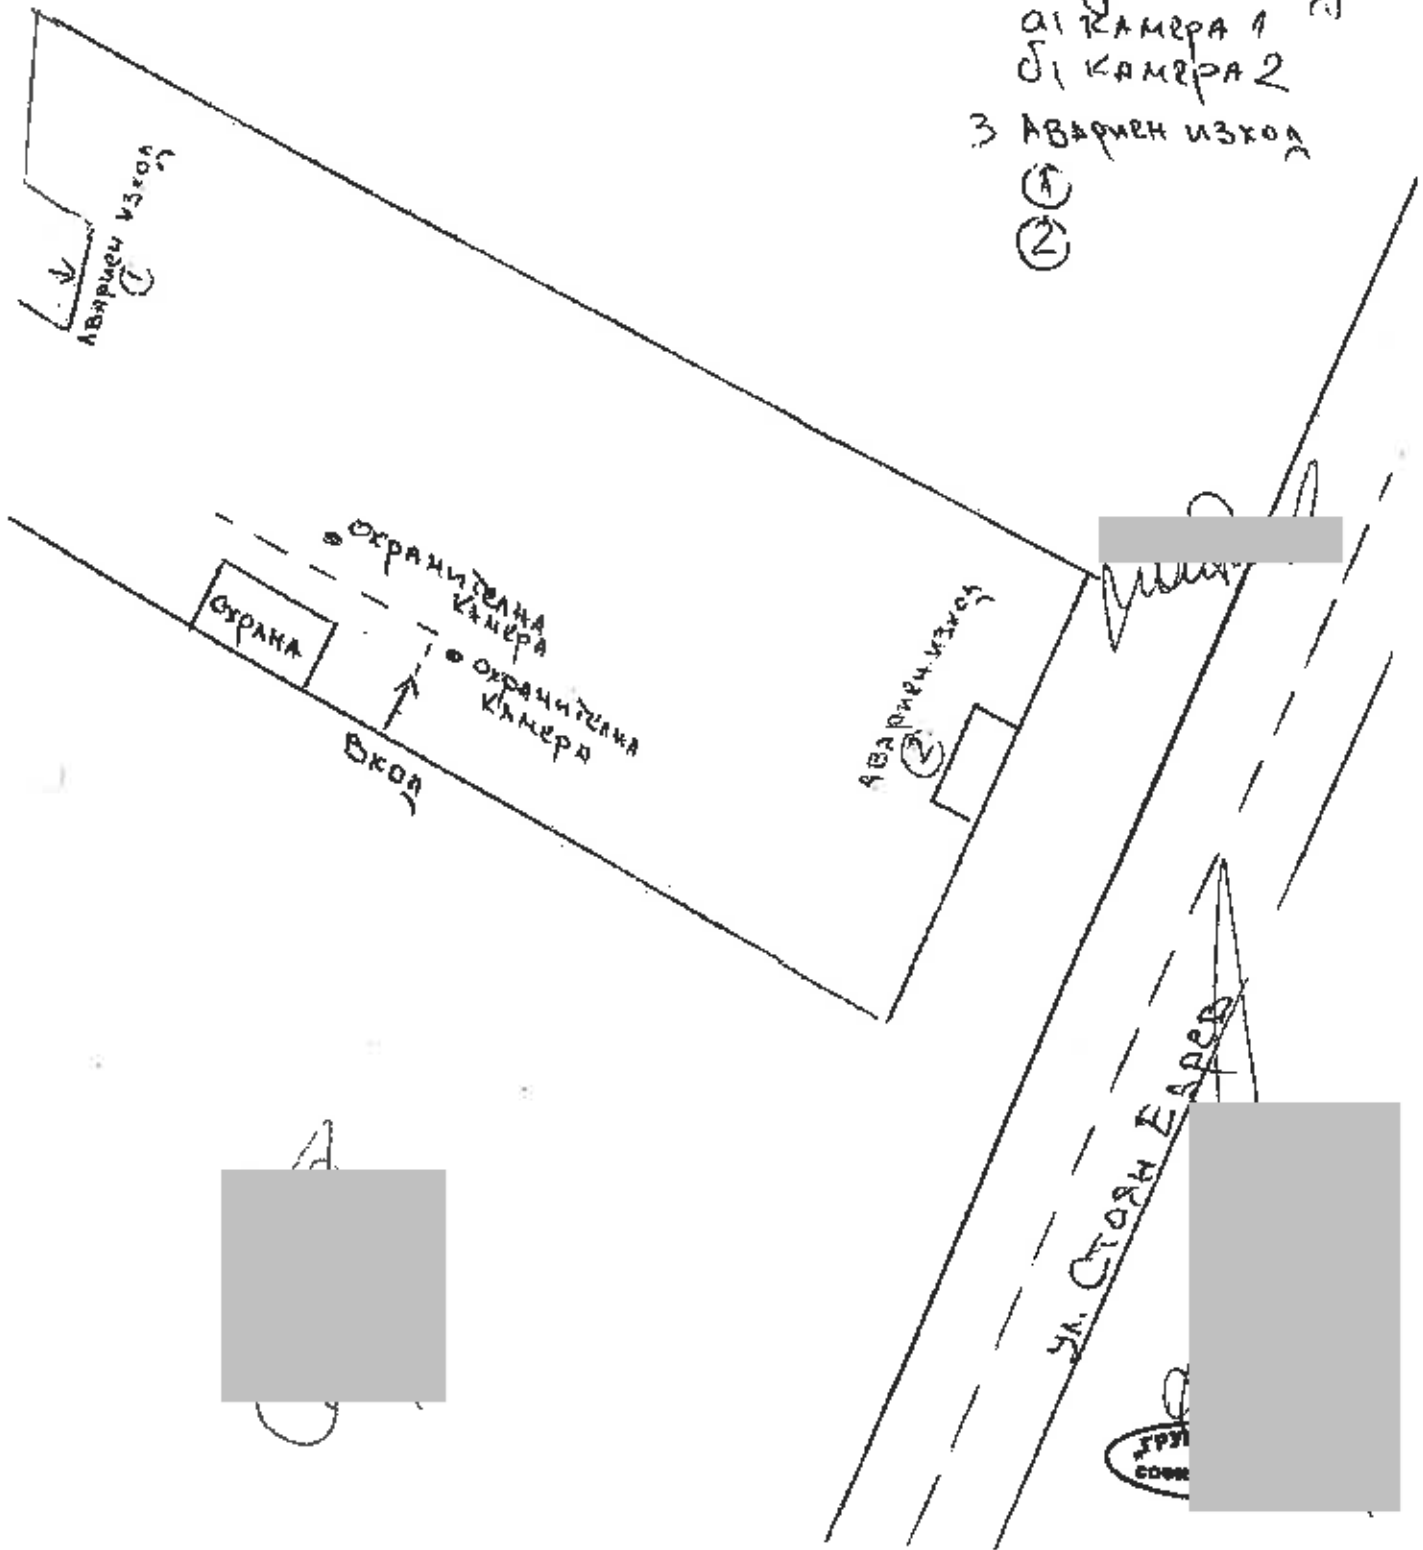 а) КАМЕРА 1
б) КАМЕРА 2
3 АВАРИЕН ИЗХОД
①
②
АВАРИЕН ИЗХОД
①
ОХРАНИТЕЛНА
КАМЕРА
ОХРАНА
ОХРАНИТЕЛНА
КАМЕРА
ВХОД
АВАРИЕН ИЗХОД
②
ул. Стоян Едрев